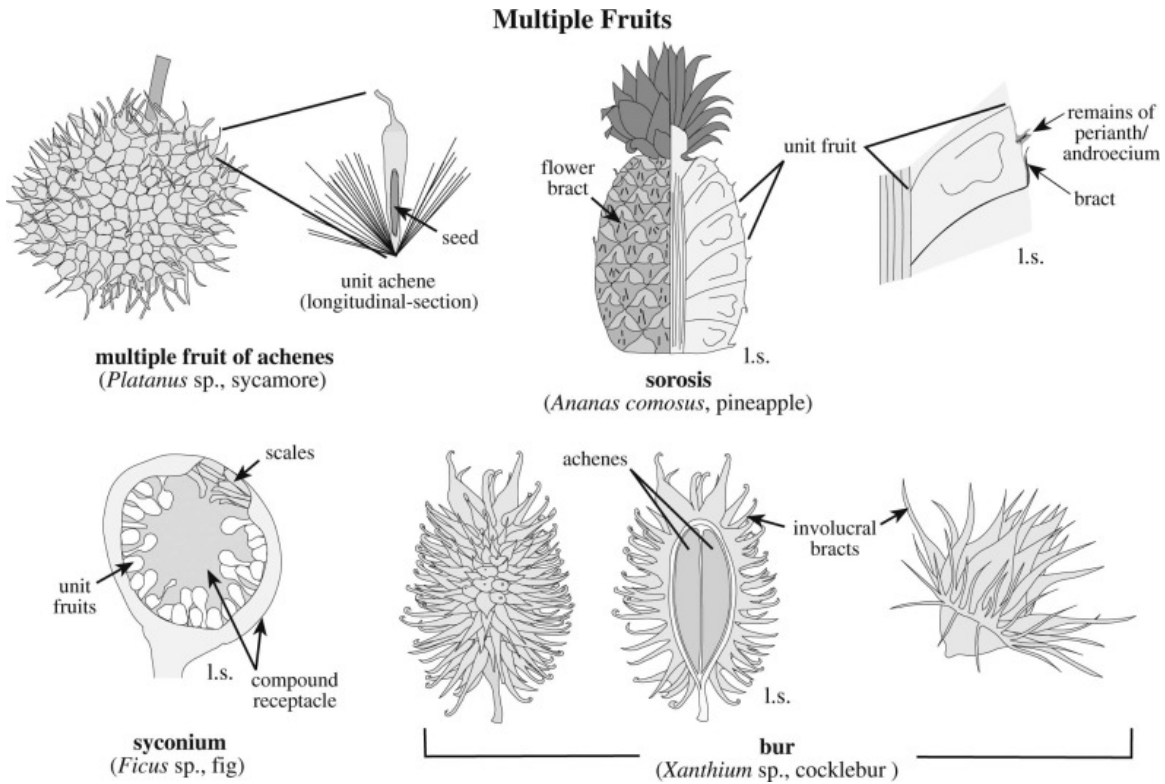 Multiple Fruits
seed
unit achene
(longitudinal-section)
multiple fruit of achenes
(Platanus sp., sycamore)
flower
bract
unit fruit
l.s.
sorosis
(Ananas comosus, pineapple)
remains of
perianth/
androecium
bract
l.s.
scales
unit
fruits
l.s.
compound
receptacle
syconium
(Ficus sp., fig)
achenes
involucral
bracts
l.s.
bur
(Xanthium sp., cocklebur )